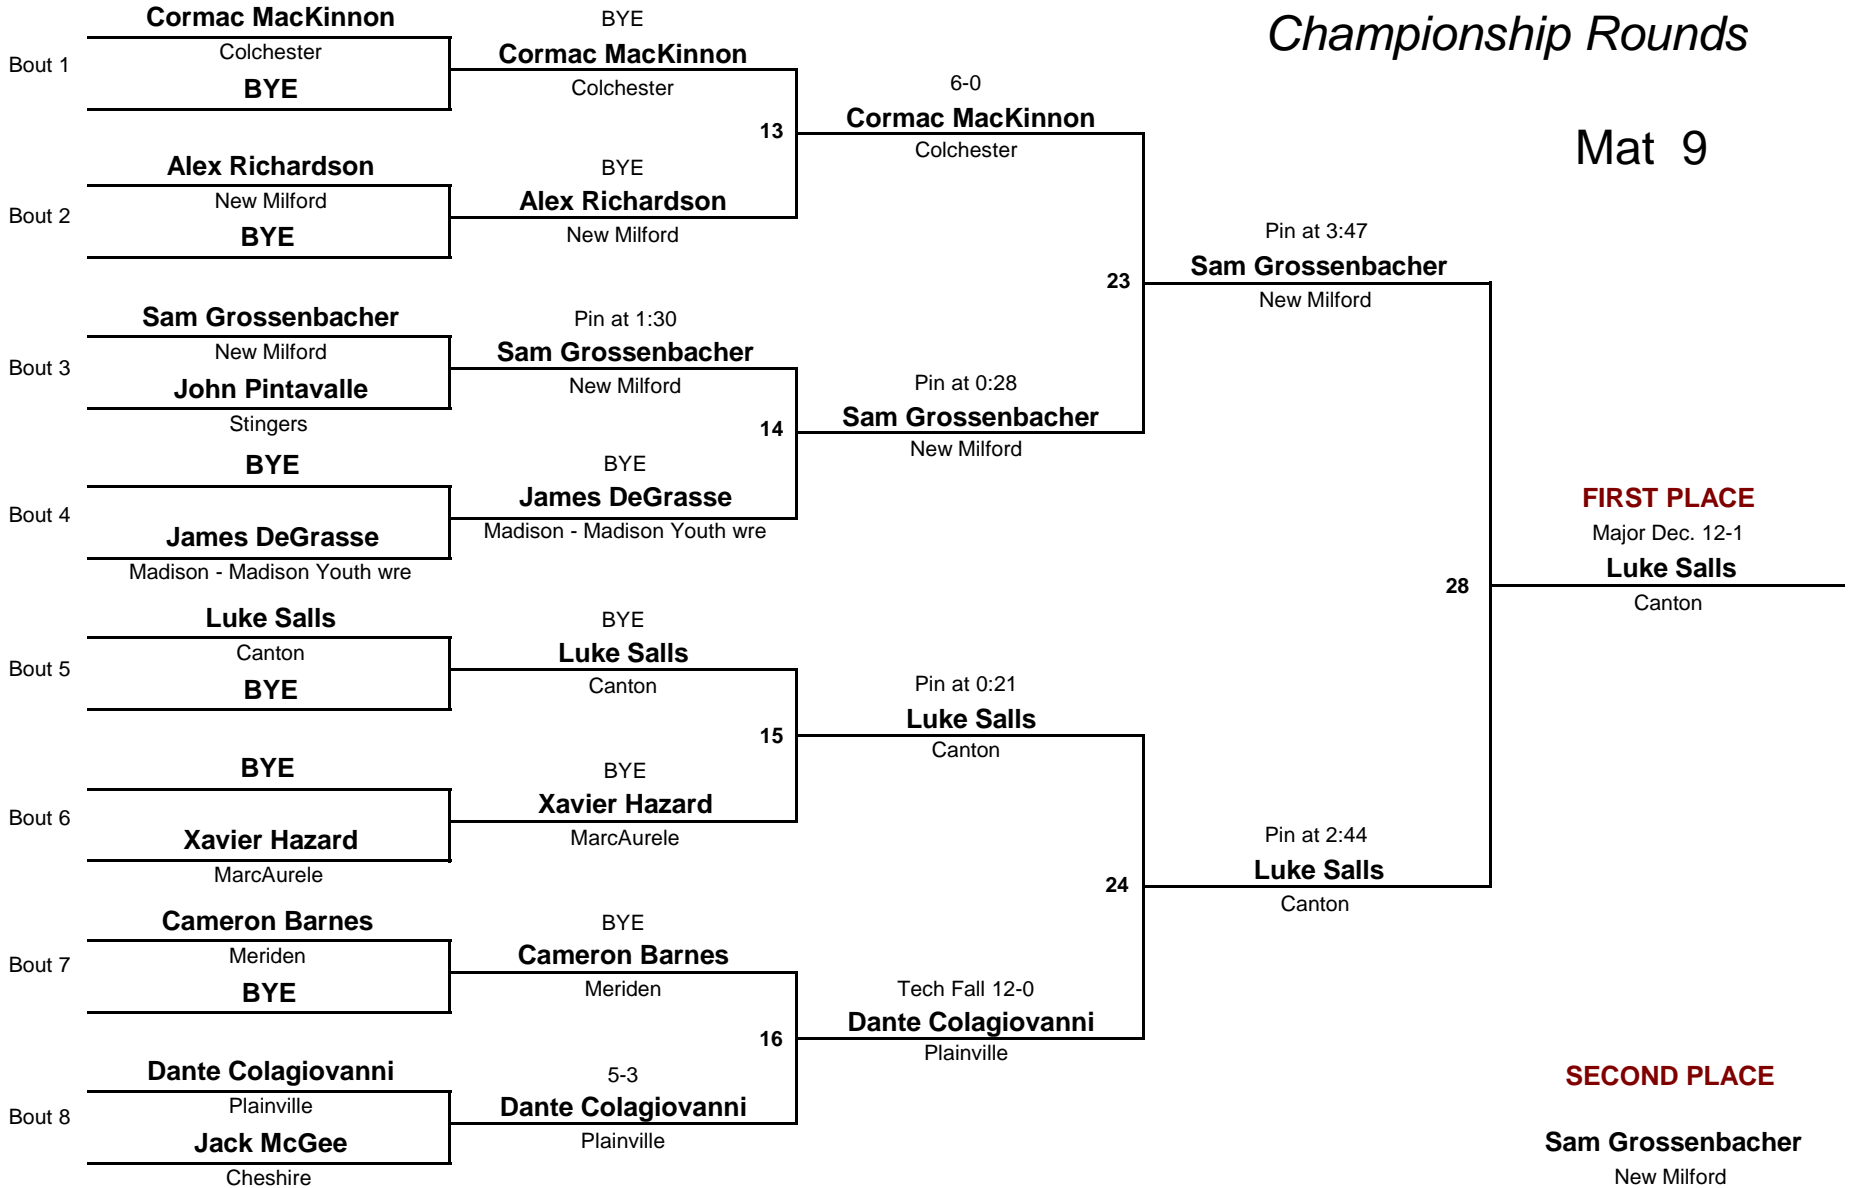 Championship Rounds
Mat 9
Bout 1
Cormac MacKinnon
Colchester
BYE
Bout 2
Alex Richardson
New Milford
BYE
Bout 3
Sam Grossenbacher
New Milford
John Pintavalle
Stingers
Bout 4
BYE
James DeGrasse
Madison - Madison Youth wre
Bout 5
Luke Salls
Canton
BYE
Bout 6
BYE
Xavier Hazard
MarcAurele
Bout 7
Cameron Barnes
Meriden
BYE
Bout 8
Dante Colagiovanni
Plainville
Jack McGee
Cheshire
BYE
Cormac MacKinnon
Colchester
13
BYE
Alex Richardson
New Milford
Pin at 1:30
Sam Grossenbacher
New Milford
14
BYE
James DeGrasse
Madison - Madison Youth wre
BYE
Luke Salls
Canton
15
BYE
Xavier Hazard
MarcAurele
BYE
Cameron Barnes
Meriden
16
5-3
Dante Colagiovanni
Plainville
6-0
Cormac MacKinnon
Colchester
23
Pin at 0:28
Sam Grossenbacher
New Milford
Pin at 0:21
Luke Salls
Canton
24
Tech Fall 12-0
Dante Colagiovanni
Plainville
Pin at 3:47
Sam Grossenbacher
New Milford
28
Pin at 2:44
Luke Salls
Canton
FIRST PLACE
Major Dec. 12-1
Luke Salls
Canton
SECOND PLACE
Sam Grossenbacher
New Milford